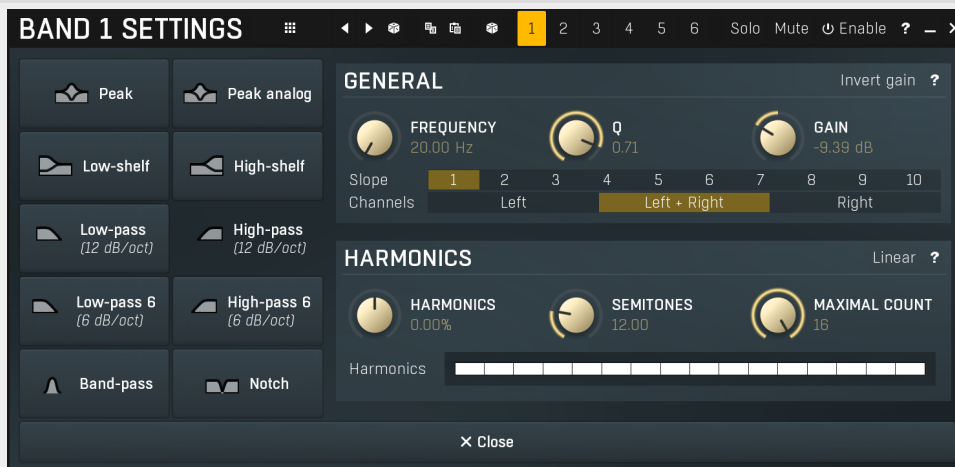 BAND 1 SETTINGS
1 2 3 4 5 6 Solo Mute Enable ?
Peak
Peak analog
Low-shelf
High-shelf
Low-pass
(12 dB/oct)
High-pass
(12 dB/oct)
Low-pass 6
(6 dB/oct)
High-pass 6
(6 dB/oct)
Band-pass
Notch
GENERAL
Invert gain ?
FREQUENCY
20.00 Hz
Q
0.71
GAIN
-9.39 dB
Slope 1 2 3 4 5 6 7 8 9 10
Channels Left Left + Right Right
HARMONICS
Linear ?
HARMONICS
0.00%
SEMITONES
12.00
MAXIMAL COUNT
16
Harmonics
Close